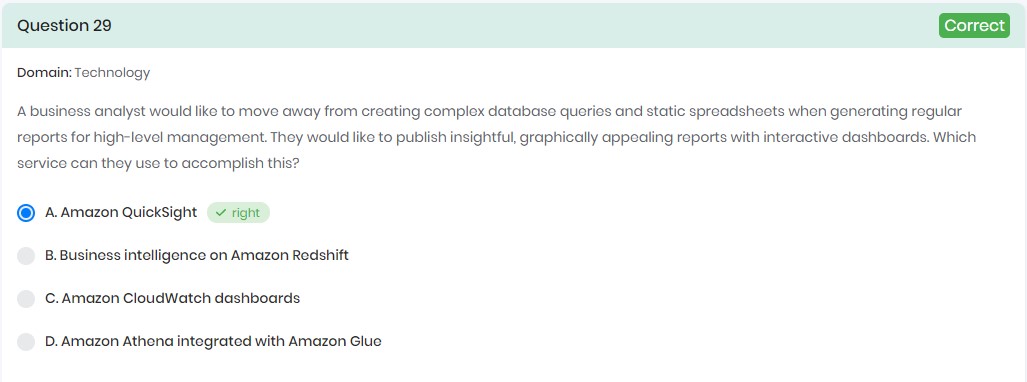 Question 29
Correct
Domain: Technology
A business analyst would like to move away from creating complex database queries and static spreadsheets when generating regular
reports for high-level management. They would like to publish insightful, graphically appealing reports with interactive dashboards. Which
service can they use to accomplish this?
A. Amazon QuickSight
right
B. Business intelligence on Amazon Redshift
C. Amazon CloudWatch dashboards
D. Amazon Athena integrated with Amazon Glue